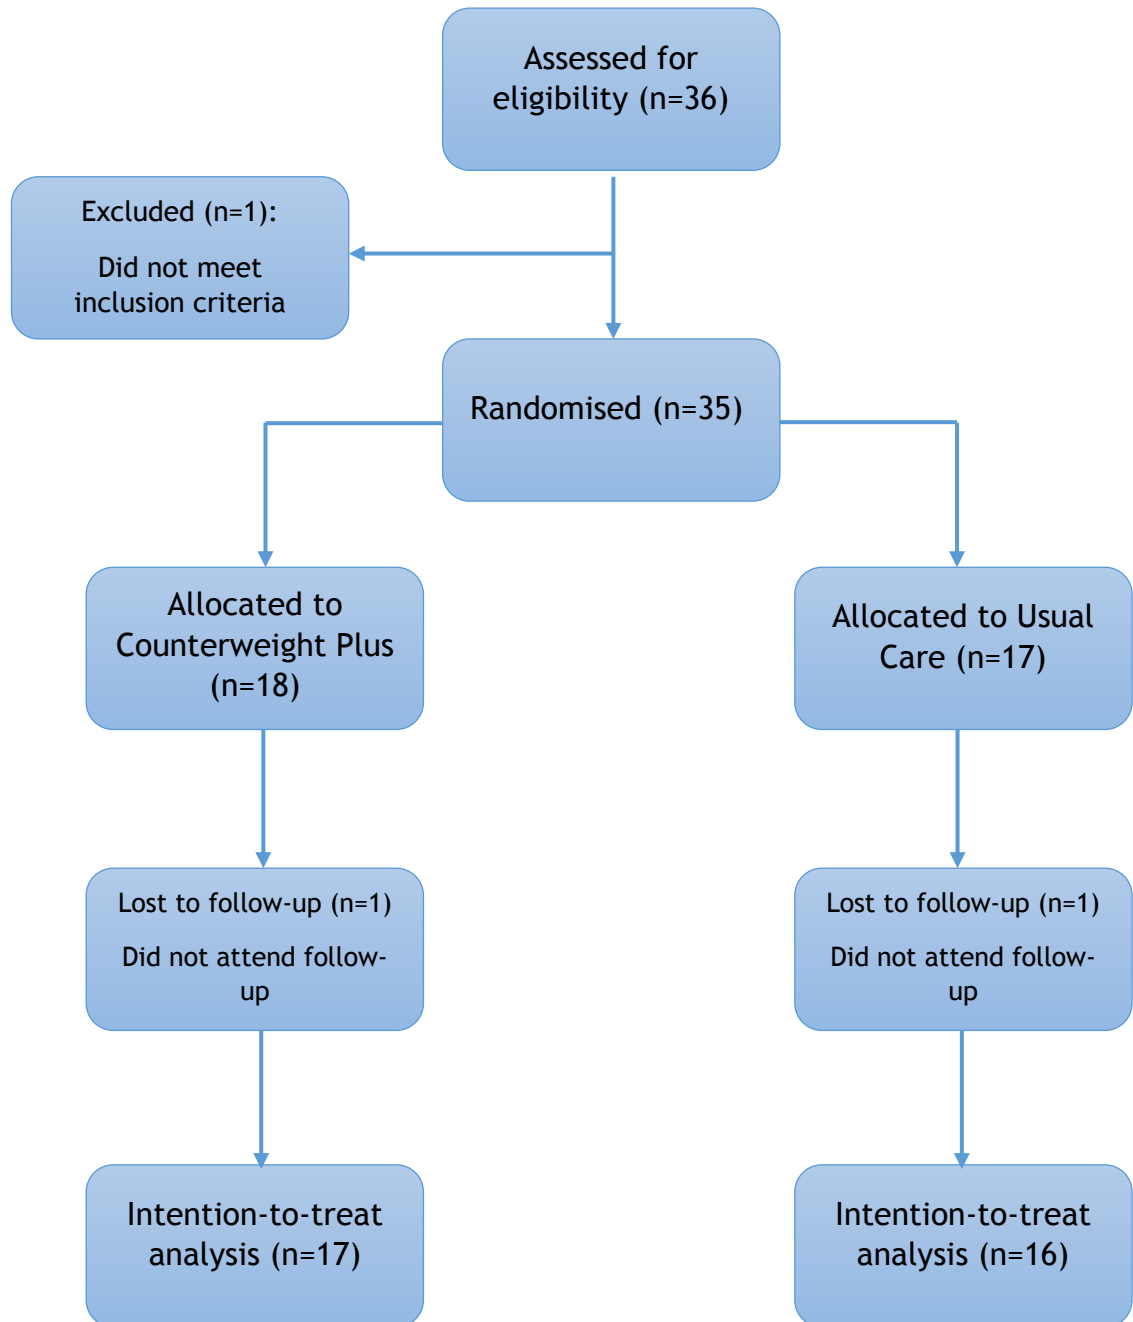 Assessed for
eligibility (n=36)
Excluded (n=1):
Did not meet
inclusion criteria
Randomised (n=35)
Allocated to
Counterweight Plus
(n=18)
Allocated to Usual
Care (n=17)
Lost to follow-up (n=1)
Did not attend follow-
up
Lost to follow-up (n=1)
Did not attend follow-
up
Intention-to-treat
analysis (n=17)
Intention-to-treat
analysis (n=16)